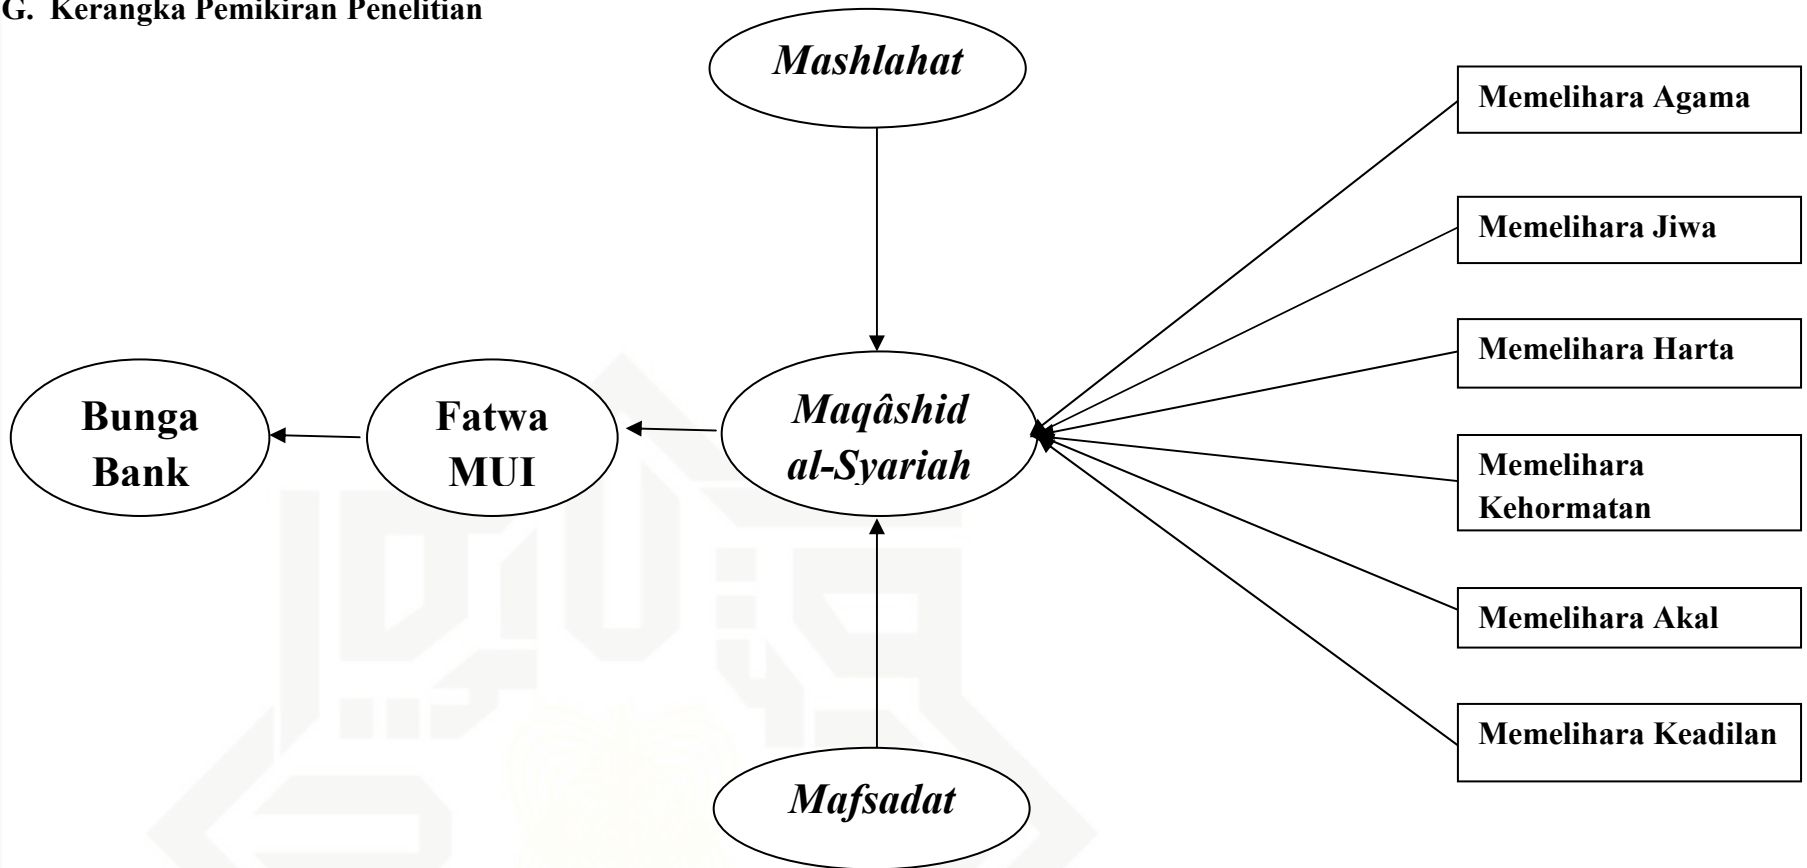 G. Kerangka Pemikiran Penelitian
Mashlahat
Memelihara Agama
Memelihara Jiwa
Memelihara Harta
Bunga
Bank
Fatwa
MUI
Maqâshid
al-Syariah
Memelihara
Kehormatan
Memelihara Akal
Memelihara Keadilan
Mafsadat